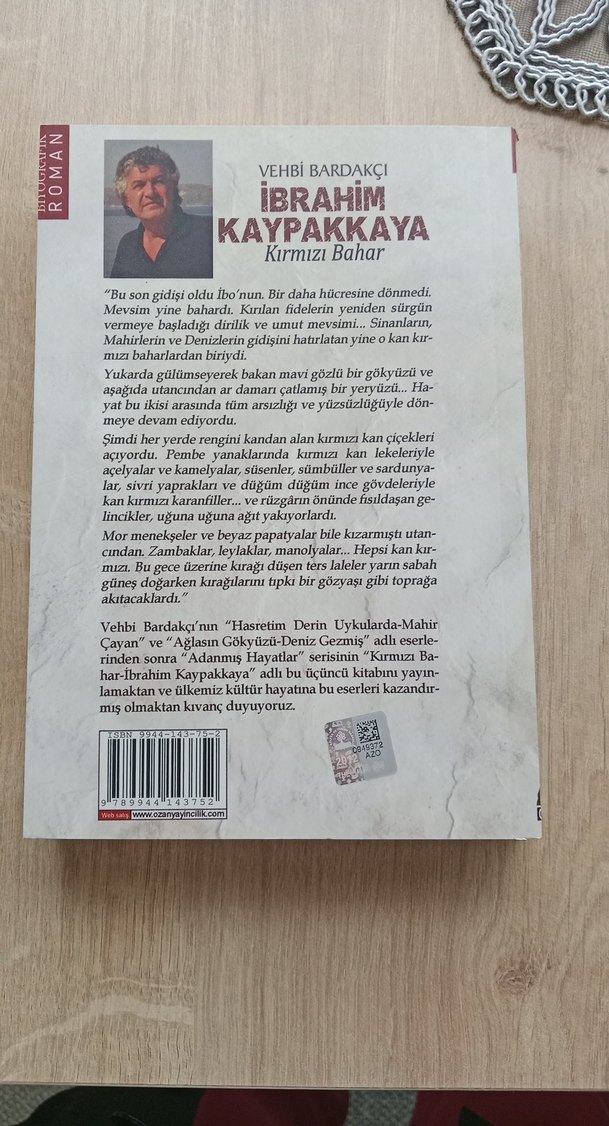 BİYOGRAFİK
ROMAN
VEHBİ BARDAKÇI
İBRAHİM
KAYPAKKAYA
Kırmızı Bahar
“Bu son gidişi oldu İbo’nun. Bir daha hücresine dönmedi.
Mevsim yine bahardı. Kırılan fidelerin yeniden sürgün
vermeye başladığı dirilik ve umut mevsimi... Sinanların,
Mahirlerin ve Denizlerin gidişini hatırlatan yine o kan kır-
mızı baharlardan biriydi.
Yukarda gülümseyerek bakan mavi gözlü bir gökyüzü ve
aşağıda utancından ar damarı çatlamış bir yeryüzü... Ha-
yat bu ikisi arasında tüm arsızlığı ve yüzsüzlüğüyle dön-
meye devam ediyordu.
Şimdi her yerde rengini kandan alan kırmızı kan çiçekleri
açıyordu. Pembe yanaklarında kırmızı kan lekeleriyle
açelyalar ve kamelyalar, süsenler, sümbüller ve sardunya-
lar, sivri yaprakları ve düğüm düğüm ince gövdeleriyle
kan kırmızı karanfiller... ve rüzgârın önünde fısıldaşan ge-
lincikler, uğuna uğuna ağıt yakıyorlardı.
Mor menekşeler ve beyaz papatyalar bile kızarmıştı utan-
cından. Zambaklar, leylaklar, manolyalar... Hepsi kan kır-
mızı. Bu gece üzerine kırağı düşen ters laleler yarın sabah
güneş doğarken kırağılarını tıpkı bir gözyaşı gibi toprağa
akıtacaklardı.”
Vehbi Bardakçı’nın “Hasretim Derin Uykularda-Mahir
Çayan” ve “Ağlasın Gökyüzü-Deniz Gezmiş” adlı eserle-
rinden sonra “Adanmış Hayatlar” serisinin “Kırmızı Ba-
har-İbrahim Kaypakkaya” adlı bu üçüncü kitabını yayın-
lamaktan ve ülkemiz kültür hayatına bu eserleri kazandır-
mış olmaktan kıvanç duyuyoruz.
ISBN 9944-143-75-2
9 789944 143752
Web satış www.ozanyayincilik.com
0949372
AZO